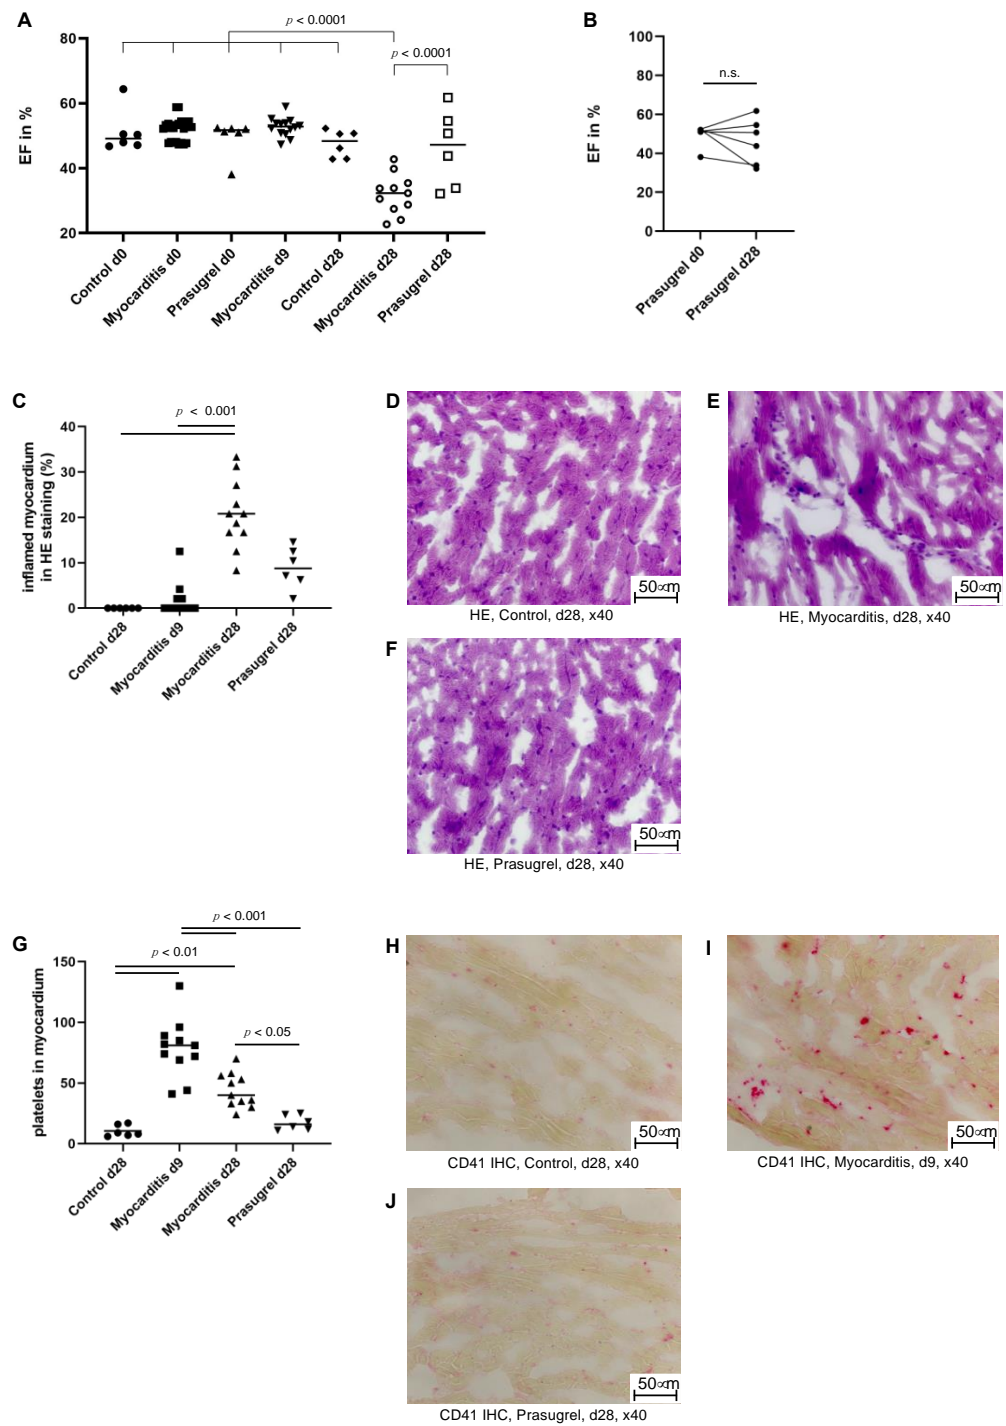 A
p < 0.0001
p < 0.0001
EF in %
80
60
40
20
Control d0
Myocarditis d0
Prasugrel d0
Myocarditis d9
Control d28
Myocarditis d28
Prasugrel d28
B
n.s.
EF in %
100
80
60
40
20
0
Prasugrel d0
Prasugrel d28
C
p < 0.001
inflamed myocardium
in HE staining (%)
40
30
20
10
0
Control d28
Myocarditis d9
Myocarditis d28
Prasugrel d28
D
50∝m
HE, Control, d28, x40
E
50∝m
HE, Myocarditis, d28, x40
F
50∝m
HE, Prasugrel, d28, x40
G
p < 0.001
p < 0.01
p < 0.05
platelets in myocardium
150
100
50
0
Control d28
Myocarditis d9
Myocarditis d28
Prasugrel d28
H
50∝m
CD41 IHC, Control, d28, x40
I
50∝m
CD41 IHC, Myocarditis, d9, x40
J
50∝m
CD41 IHC, Prasugrel, d28, x40